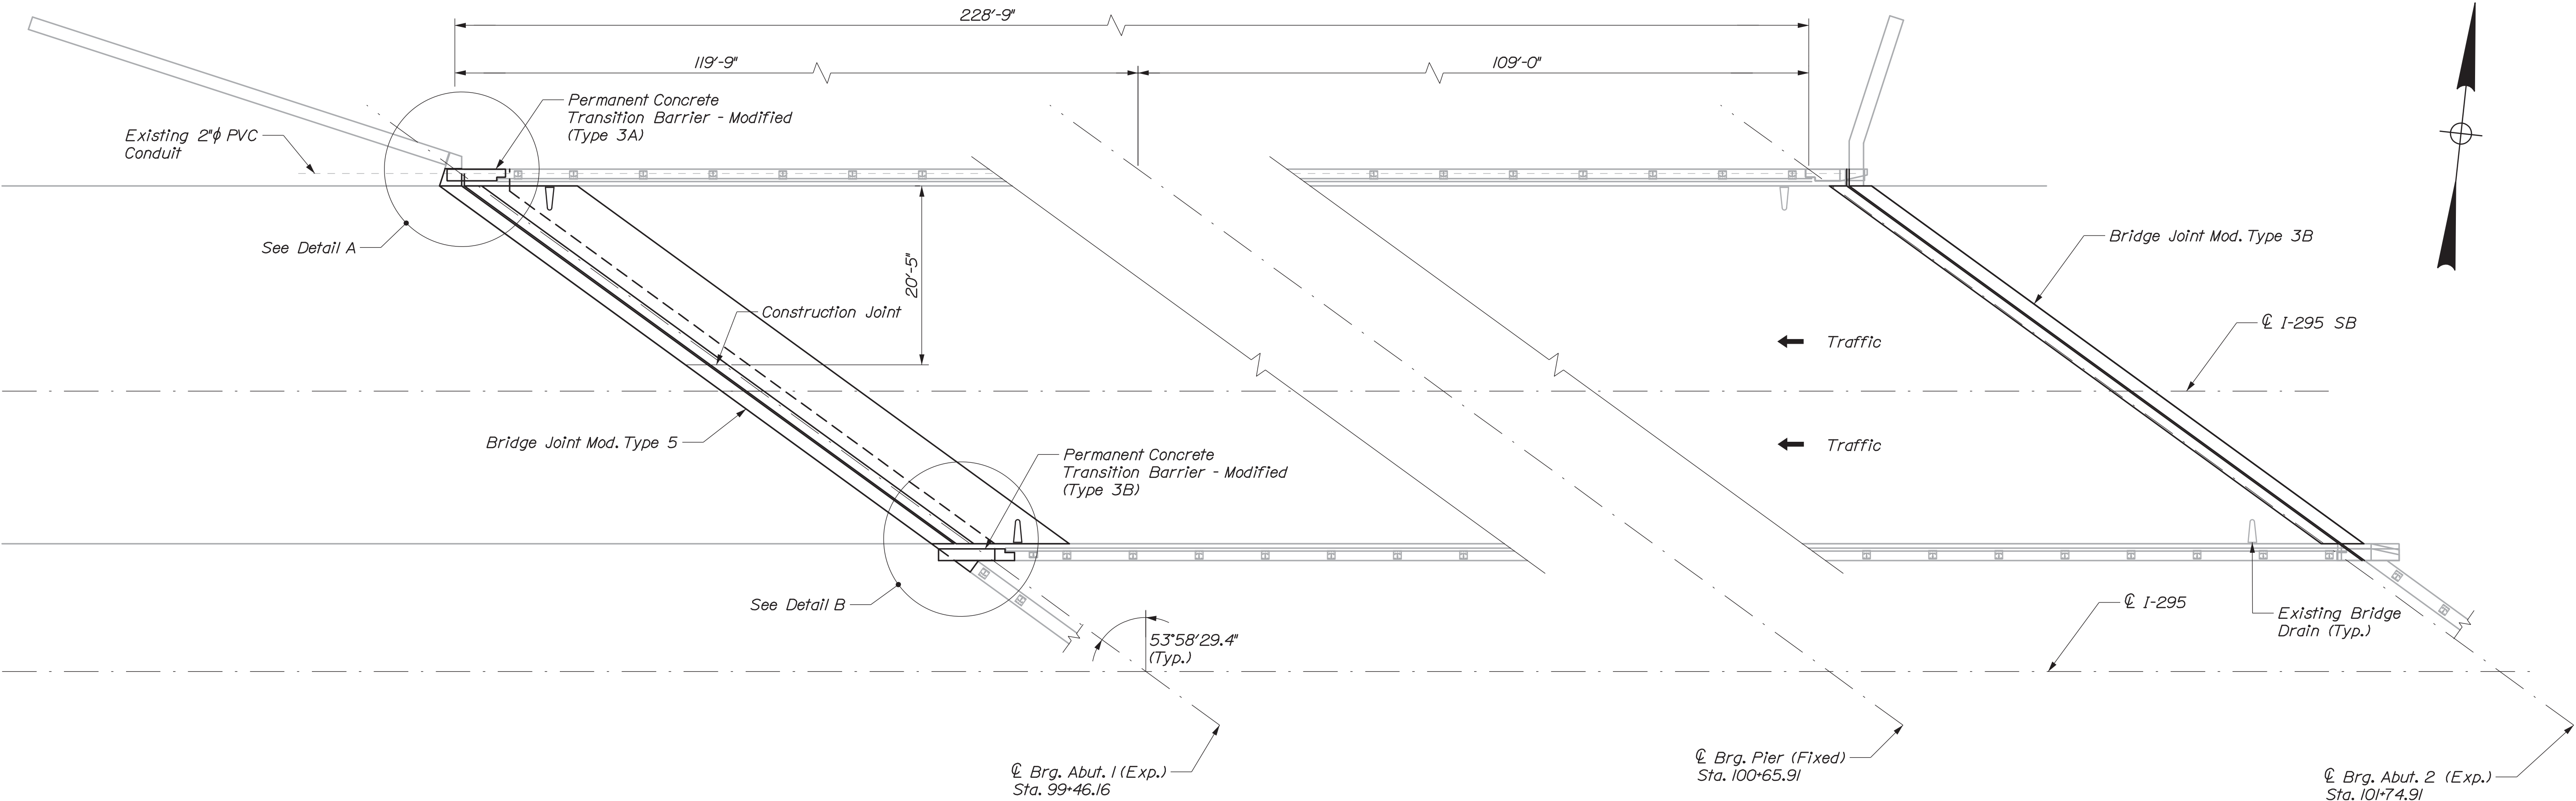 228'-9"
119'-9"
109'-0"
Permanent Concrete
Transition Barrier - Modified
(Type 3A)
Existing 2"ϕ PVC
Conduit
See Detail A
20'-5"
Construction Joint
Bridge Joint Mod. Type 3B
℄ I-295 SB
Traffic
Bridge Joint Mod. Type 5
Traffic
Permanent Concrete
Transition Barrier - Modified
(Type 3B)
See Detail B
53°58'29.4"
(Typ.)
℄ I-295
Existing Bridge
Drain (Typ.)
℄ Brg. Abut. 1 (Exp.)
Sta. 99+46.16
℄ Brg. Pier (Fixed)
Sta. 100+65.91
℄ Brg. Abut. 2 (Exp.)
Sta. 101+74.91